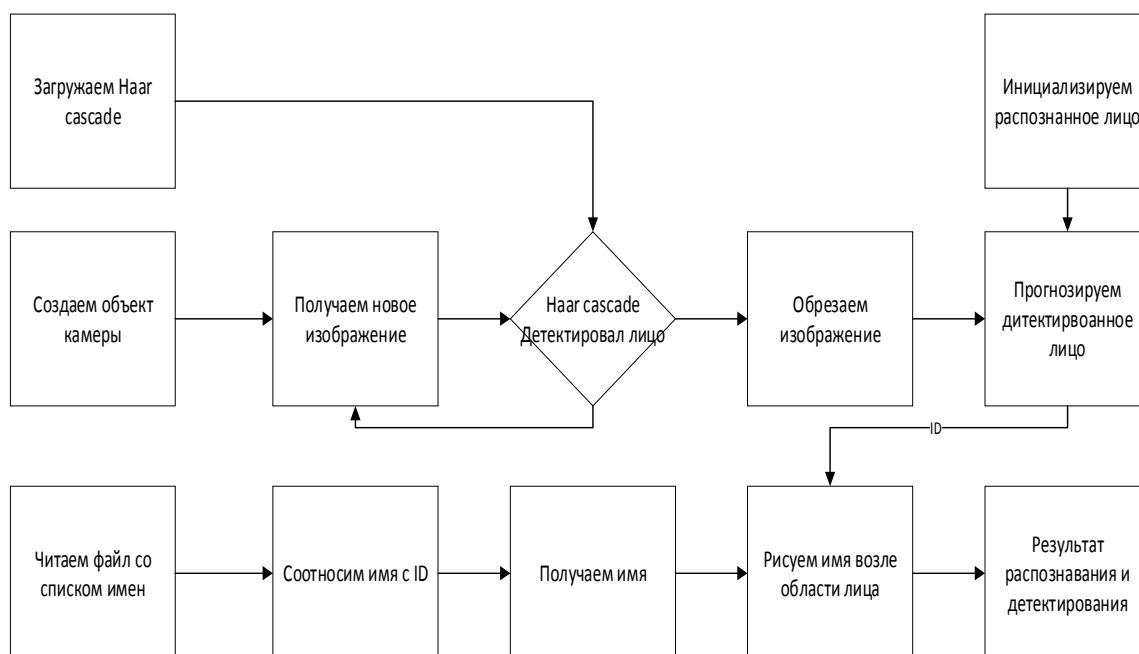 Загружаем Haar
cascade
Инициализируем
распознанное лицо
Создаем объект
камеры
Получаем новое
изображение
Haar cascade
Детектировал лицо
Обрезаем
изображение
Прогнозируем
дитектирвоанное
лицо
ID
Читаем файл со
списком имен
Соотносим имя с ID
Получаем имя
Рисуем имя возле
области лица
Результат
распознавания и
детектирования